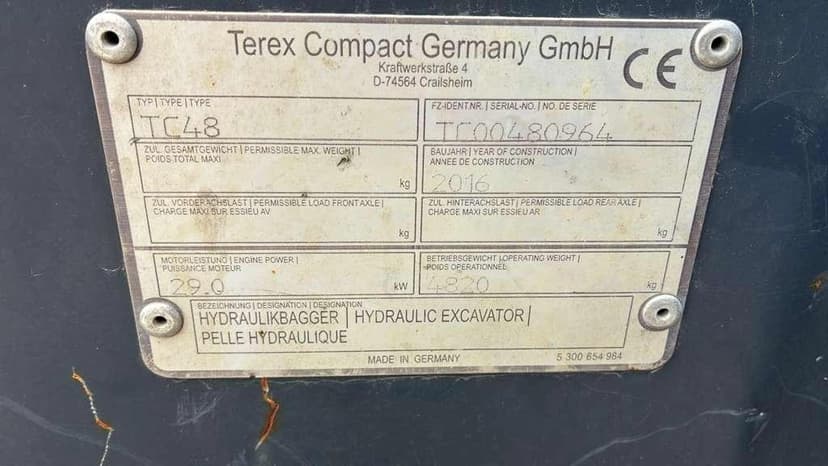 Terex Compact Germany GmbH
Kraftwerkstraße 4
D-74564 Crailsheim
CE
TYP | TYPE | TYPE
TC48
FZ-IDENT.NR. | SERIAL-NO. | NO. DE SERIE
TC00480964
ZUL. GESAMTGEWICHT | PERMISSIBLE MAX. WEIGHT |
POIDS TOTAL MAXI
kg
BAUJAHR | YEAR OF CONSTRUCTION |
ANNEE DE CONSTRUCTION
2016
ZUL. VORDERACHSLAST | PERMISSIBLE LOAD FRONT AXLE |
CHARGE MAXI SUR ESSIEU AV
kg
ZUL. HINTERACHSLAST | PERMISSIBLE LOAD REAR AXLE |
CHARGE MAXI SUR ESSIEU AR
kg
MOTORLEISTUNG | ENGINE POWER |
PUISSANCE MOTEUR
29.0
kW
BETRIEBSGEWICHT | OPERATING WEIGHT |
POIDS OPERATIONNEL
4820
kg
BEZEICHNUNG | DESIGNATION | DESIGNATION
HYDRAULIKBAGGER | HYDRAULIC EXCAVATOR |
PELLE HYDRAULIQUE
MADE IN GERMANY
5 300 654 984